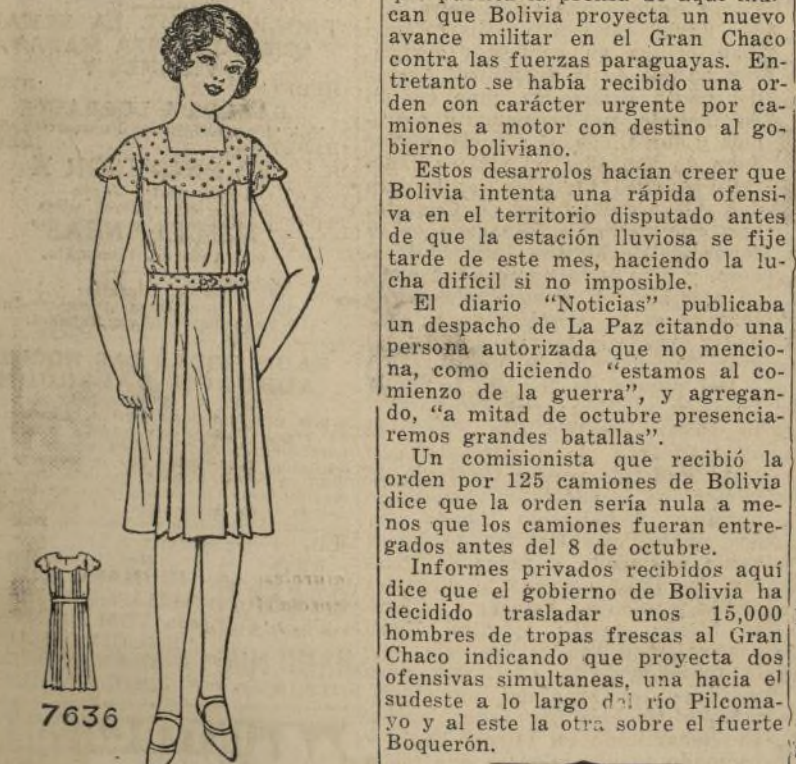 7636
can que Bolivia proyecta un nuevo
avance militar en el Gran Chaco
contra las fuerzas paraguayas. En-
tretanto se había recibido una or-
den con carácter urgente por ca-
miones a motor con destino al go-
bierno boliviano.
Estos desarrolos hacían creer que
Bolivia intenta una rápida ofensi-
va en el territorio disputado antes
de que la estación lluviosa se fije
tarde de este mes, haciendo la lu-
cha difícil si no imposible.
El diario “Noticias” publicaba
un despacho de La Paz citando una
persona autorizada que no mencio-
na, como diciendo “estamos al co-
mienzo de la guerra”, y agregan-
do, “a mitad de octubre presencia-
remos grandes batallas”.
Un comisionista que recibió la
orden por 125 camiones de Bolivia
dice que la orden sería nula a me-
nos que los camiones fueran entre-
gados antes del 8 de octubre.
Informes privados recibidos aquí
dice que el gobierno de Bolivia ha
decidido trasladar unos 15,000
hombres de tropas frescas al Gran
Chaco indicando que proyecta dos
ofensivas simultaneas, una hacia el
sudeste a lo largo del río Pilcoma-
yo y al este la otra sobre el fuerte
Boquerón.